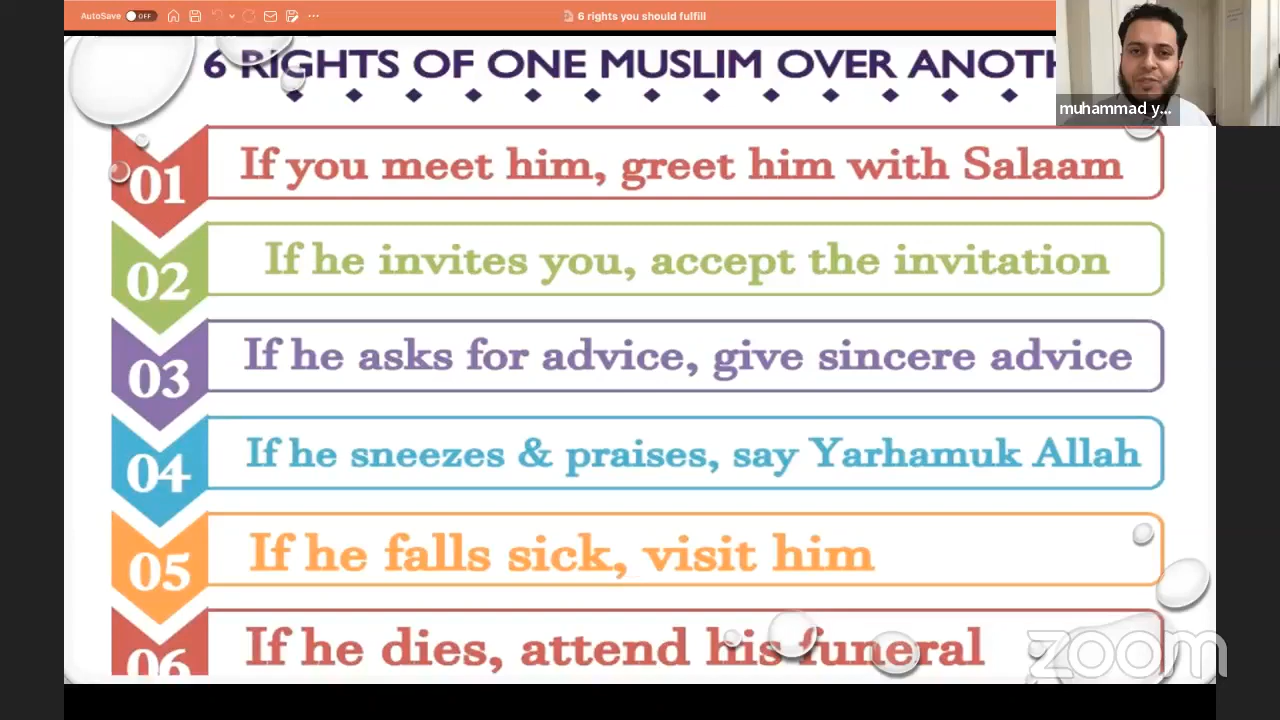 AutoSave OFF
6 rights you should fulfill
6 RIGHTS OF ONE MUSLIM OVER ANOTH
muhammad y...
01 If you meet him, greet him with Salaam
02 If he invites you, accept the invitation
03 If he asks for advice, give sincere advice
04 If he sneezes & praises, say Yarhamuk Allah
05 If he falls sick, visit him
06 If he dies, attend his funeral
zoom